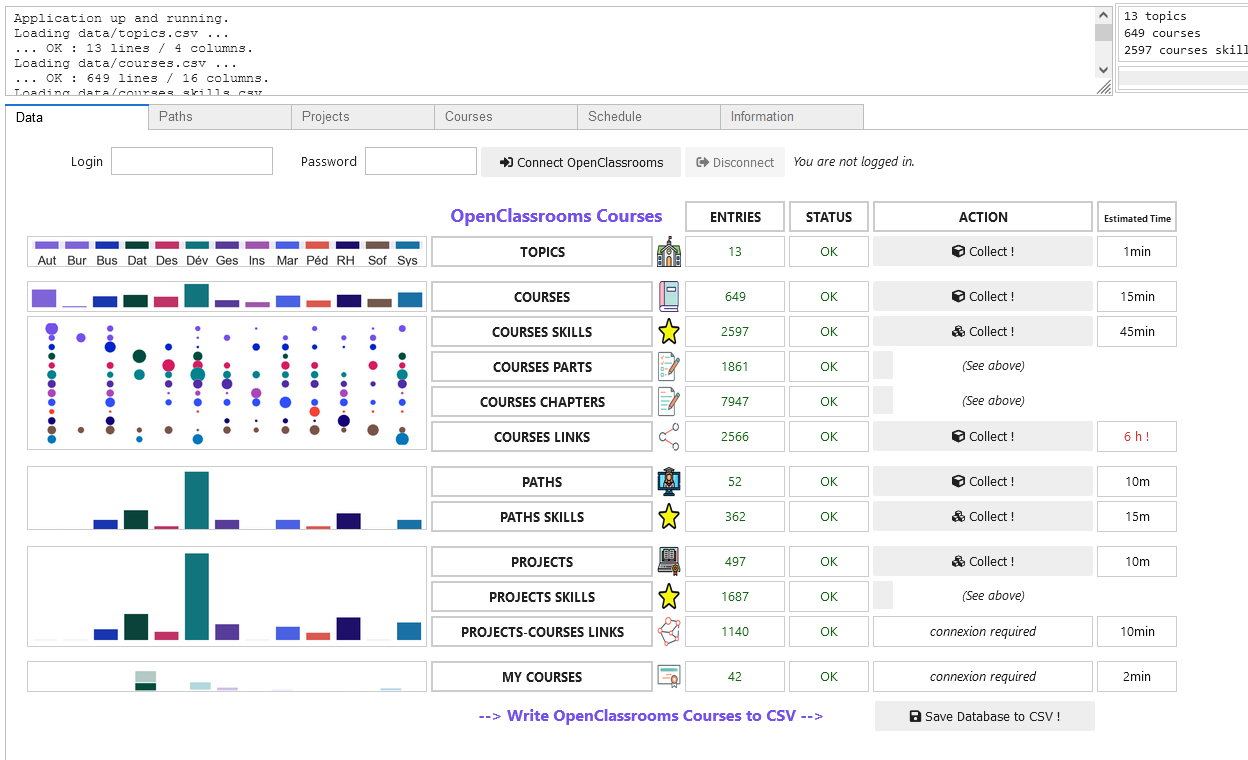 Application up and running.
Loading data/topics.csv ...
... OK : 13 lines / 4 columns.
Loading data/courses.csv ...
... OK : 649 lines / 16 columns.
Loading data/courses_skills.csv
13 topics
649 courses
2597 courses skill
Data Paths Projects Courses Schedule Information
Login Password Connect OpenClassrooms Disconnect You are not logged in.
OpenClassrooms Courses ENTRIES STATUS ACTION Estimated Time
Aut Bur Bus Dat Des Dév Ges Ins Mar Péd RH Sof Sys
TOPICS 13 OK Collect ! 1min
COURSES 649 OK Collect ! 15min
COURSES SKILLS 2597 OK Collect ! 45min
COURSES PARTS 1861 OK (See above)
COURSES CHAPTERS 7947 OK (See above)
COURSES LINKS 2566 OK Collect ! 6 h !
PATHS 52 OK Collect ! 10m
PATHS SKILLS 362 OK Collect ! 15m
PROJECTS 497 OK Collect ! 10m
PROJECTS SKILLS 1687 OK (See above)
PROJECTS-COURSES LINKS 1140 OK connexion required 10min
MY COURSES 42 OK connexion required 2min
--> Write OpenClassrooms Courses to CSV --> Save Database to CSV !